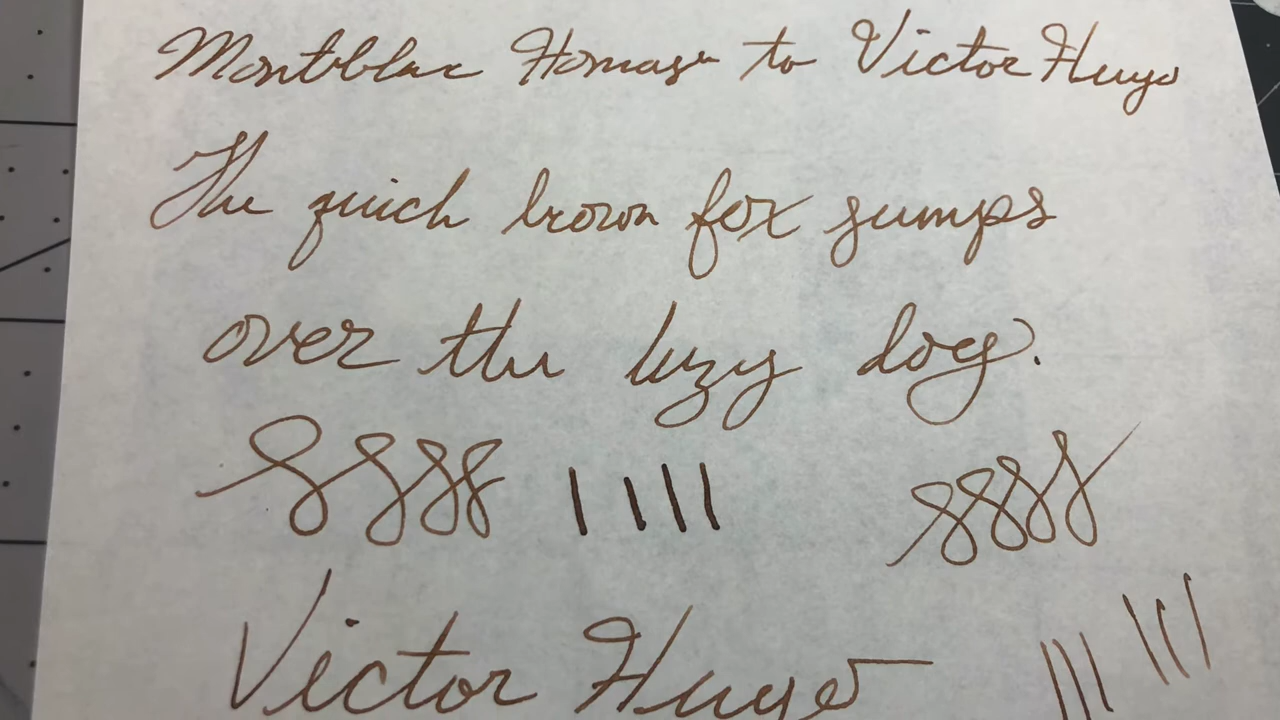 Montblanc Homage to Victor Hugo
The quick brown fox jumps
over the lazy dog.
Victor Hugo